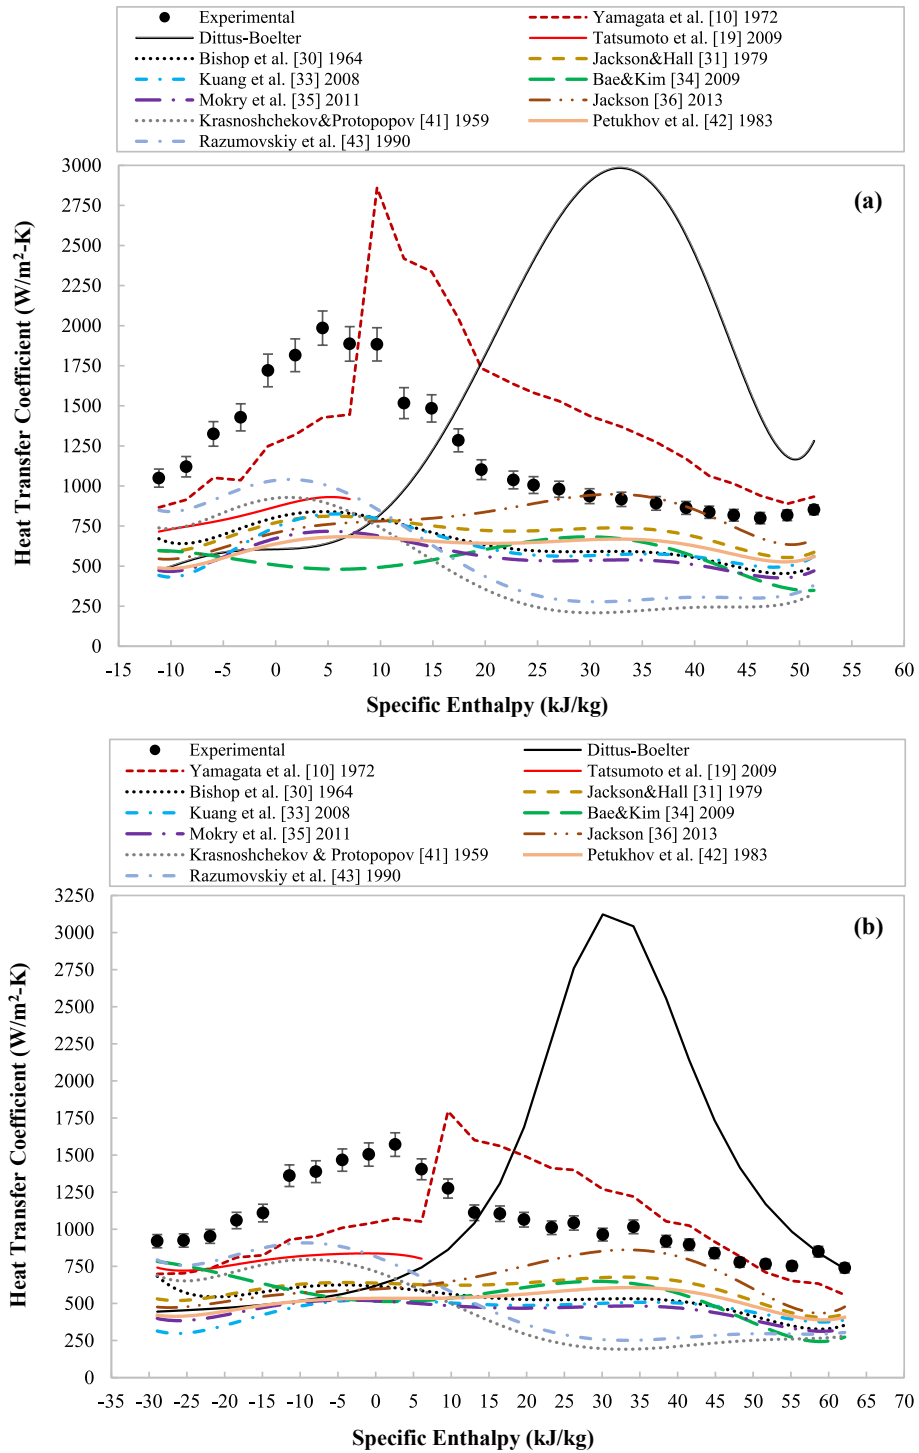 Experimental
Yamagata et al. [10] 1972
Dittus-Boelter
Tatsumoto et al. [19] 2009
Bishop et al. [30] 1964
Jackson&Hall [31] 1979
Kuang et al. [33] 2008
Bae&Kim [34] 2009
Mokry et al. [35] 2011
Jackson [36] 2013
Krasnoshchekov&Protopopov [41] 1959
Petukhov et al. [42] 1983
Razumovskiy et al. [43] 1990
(a)
Heat Transfer Coefficient (W/m²-K)
3000
2750
2500
2250
2000
1750
1500
1250
1000
750
500
250
0
-15 -10 -5 0 5 10 15 20 25 30 35 40 45 50 55 60
Specific Enthalpy (kJ/kg)
Experimental
Dittus-Boelter
Yamagata et al. [10] 1972
Tatsumoto et al. [19] 2009
Bishop et al. [30] 1964
Jackson&Hall [31] 1979
Kuang et al. [33] 2008
Bae&Kim [34] 2009
Mokry et al. [35] 2011
Jackson [36] 2013
Krasnoshchekov & Protopopov [41] 1959
Petukhov et al. [42] 1983
Razumovskiy et al. [43] 1990
(b)
Heat Transfer Coefficient (W/m²-K)
3250
3000
2750
2500
2250
2000
1750
1500
1250
1000
750
500
250
0
-35 -30 -25 -20 -15 -10 -5 0 5 10 15 20 25 30 35 40 45 50 55 60 65 70
Specific Enthalpy (kJ/kg)